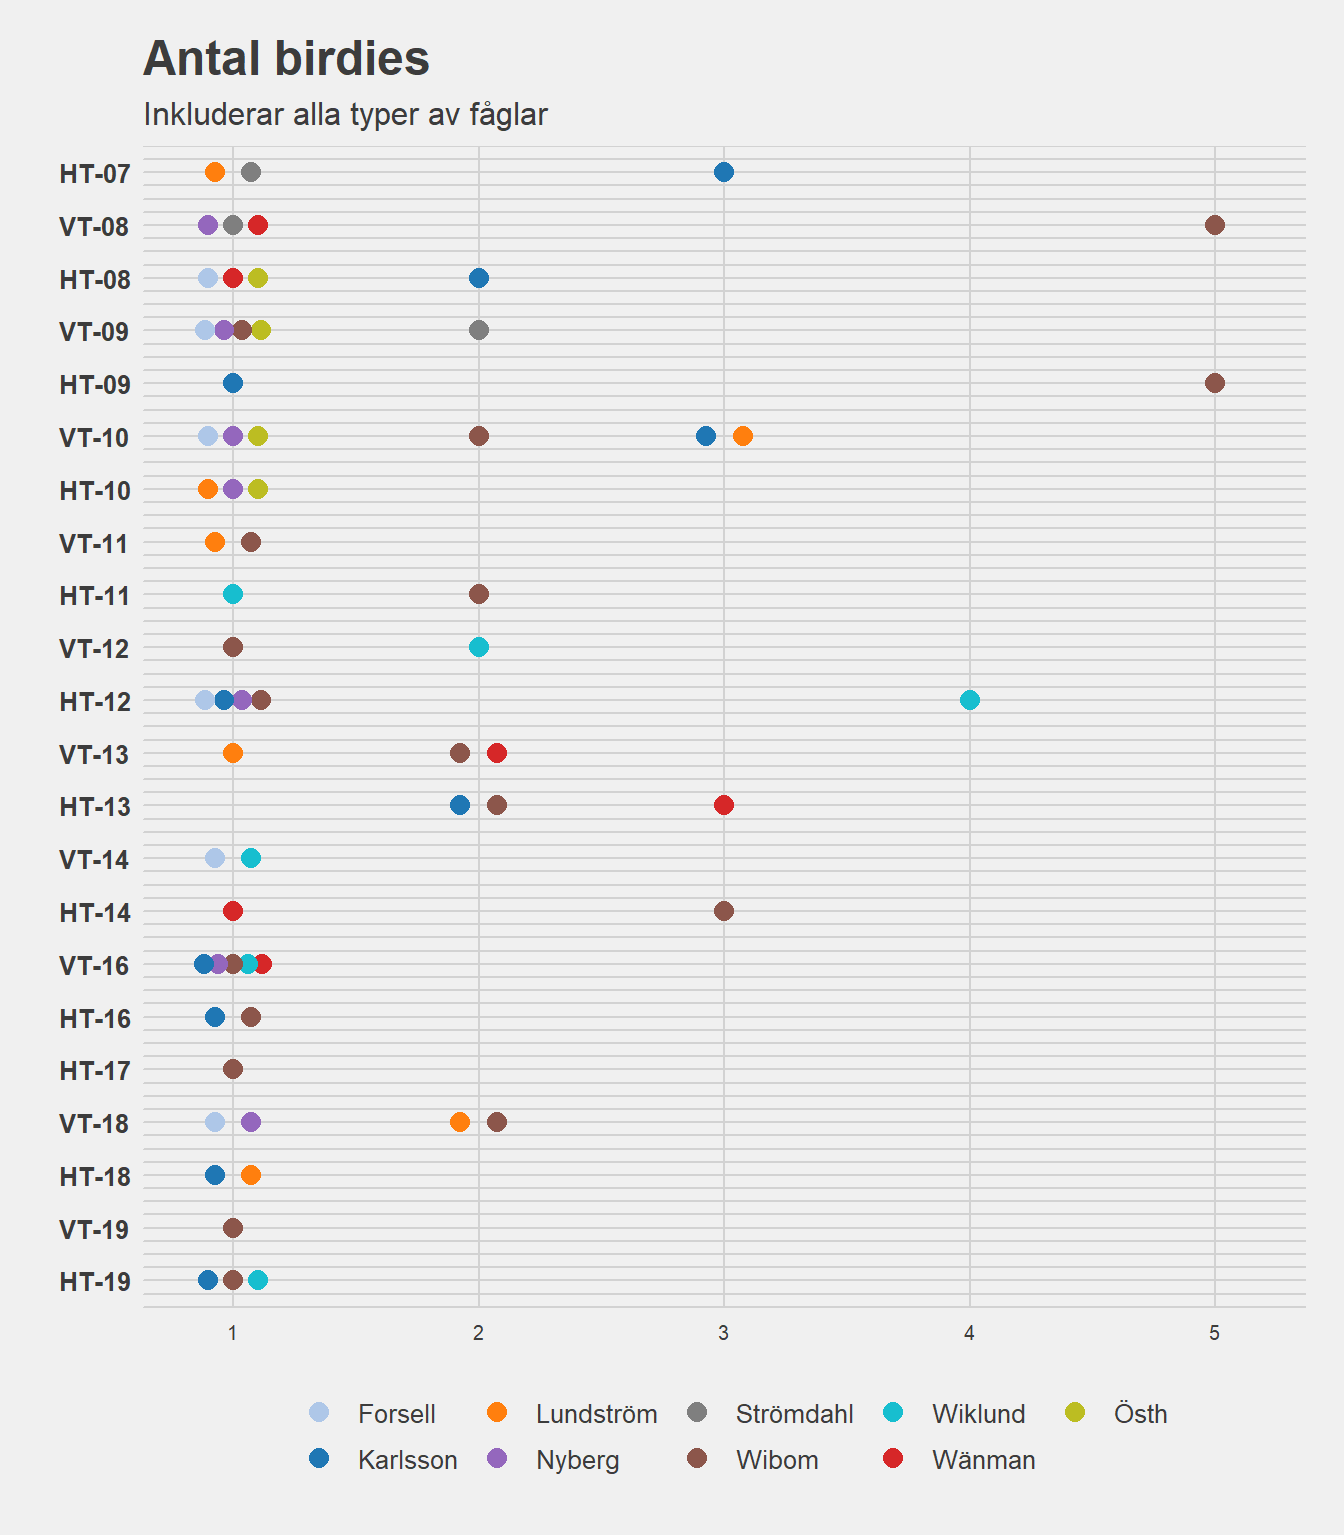 Antal birdies
Inkluderar alla typer av fåglar
HT-07
VT-08
HT-08
VT-09
HT-09
VT-10
HT-10
VT-11
HT-11
VT-12
HT-12
VT-13
HT-13
VT-14
HT-14
VT-16
HT-16
HT-17
VT-18
HT-18
VT-19
HT-19
1 2 3 4 5
Forsell Lundström Strömdahl Wiklund Östh
Karlsson Nyberg Wibom Wänman